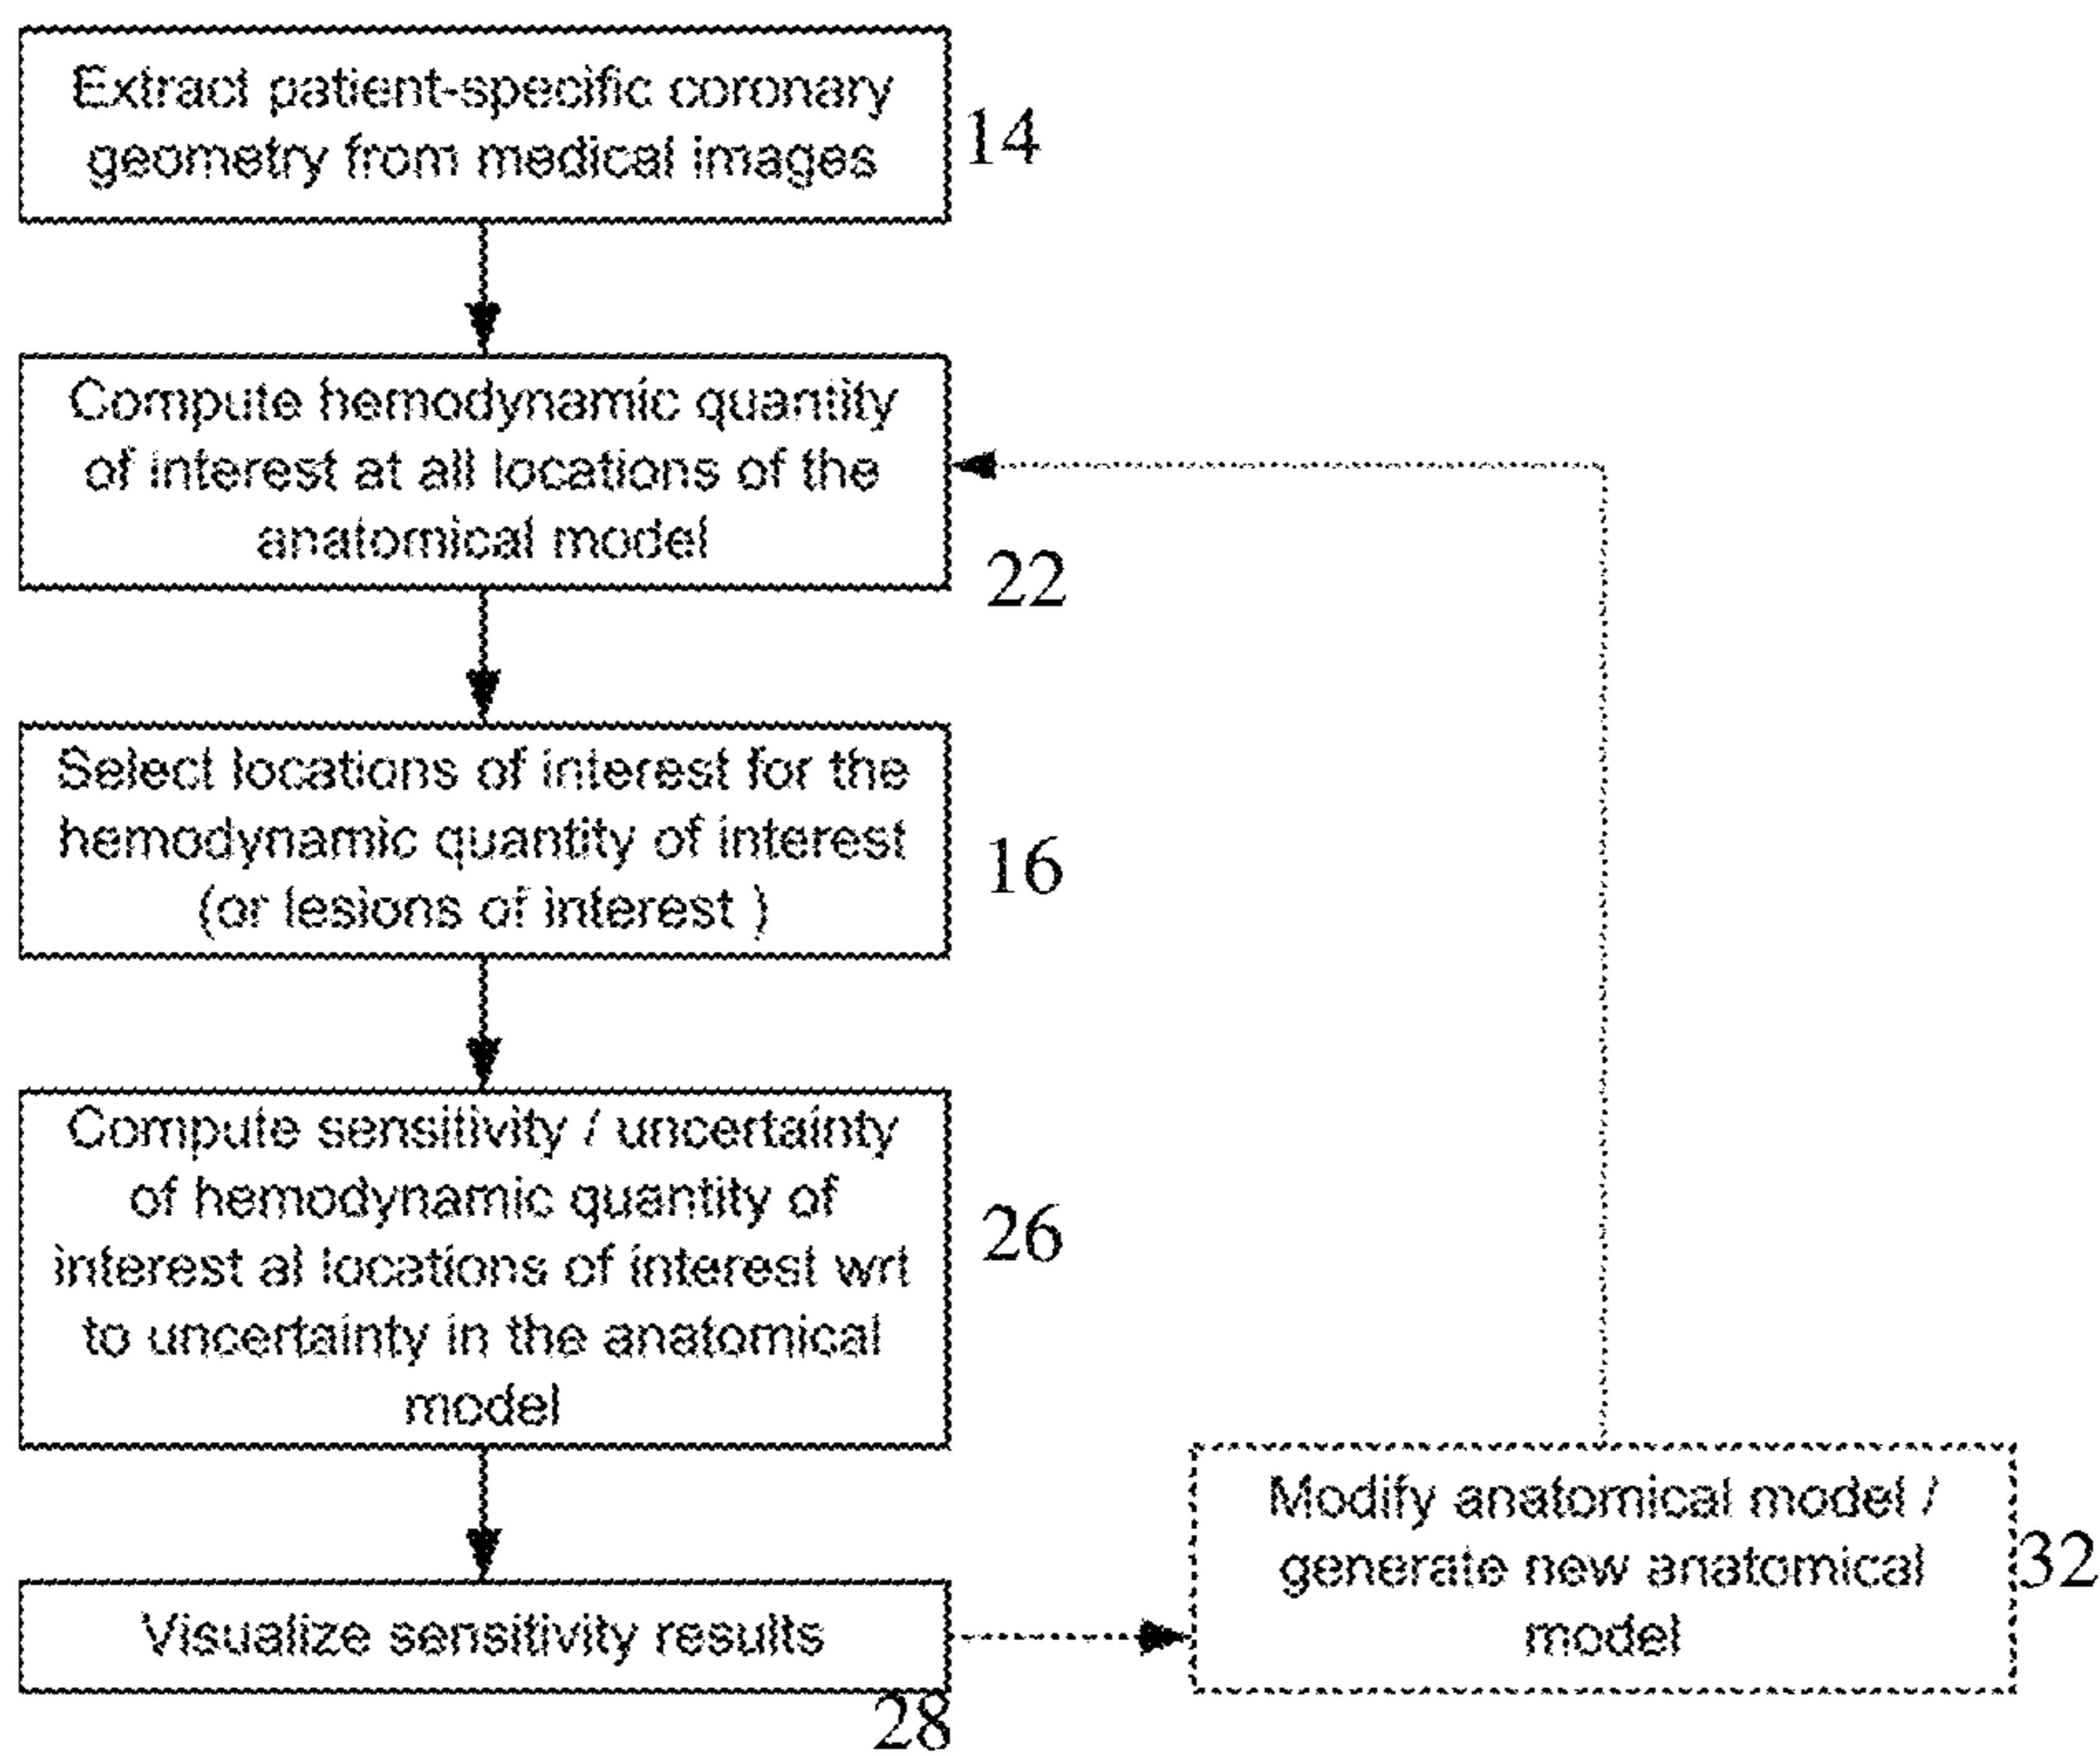 Extract patient-specific coronary
geometry from medical images
14
Compute hemodynamic quantity
of interest at all locations of the
anatomical model
22
Select locations of interest for the
hemodynamic quantity of interest
(or lesions of interest )
16
Compute sensitivity / uncertainty
of hemodynamic quantity of
interest at locations of interest wrt
to uncertainty in the anatomical
model
26
Visualize sensitivity results
28
Modify anatomical model /
generate new anatomical
model
32